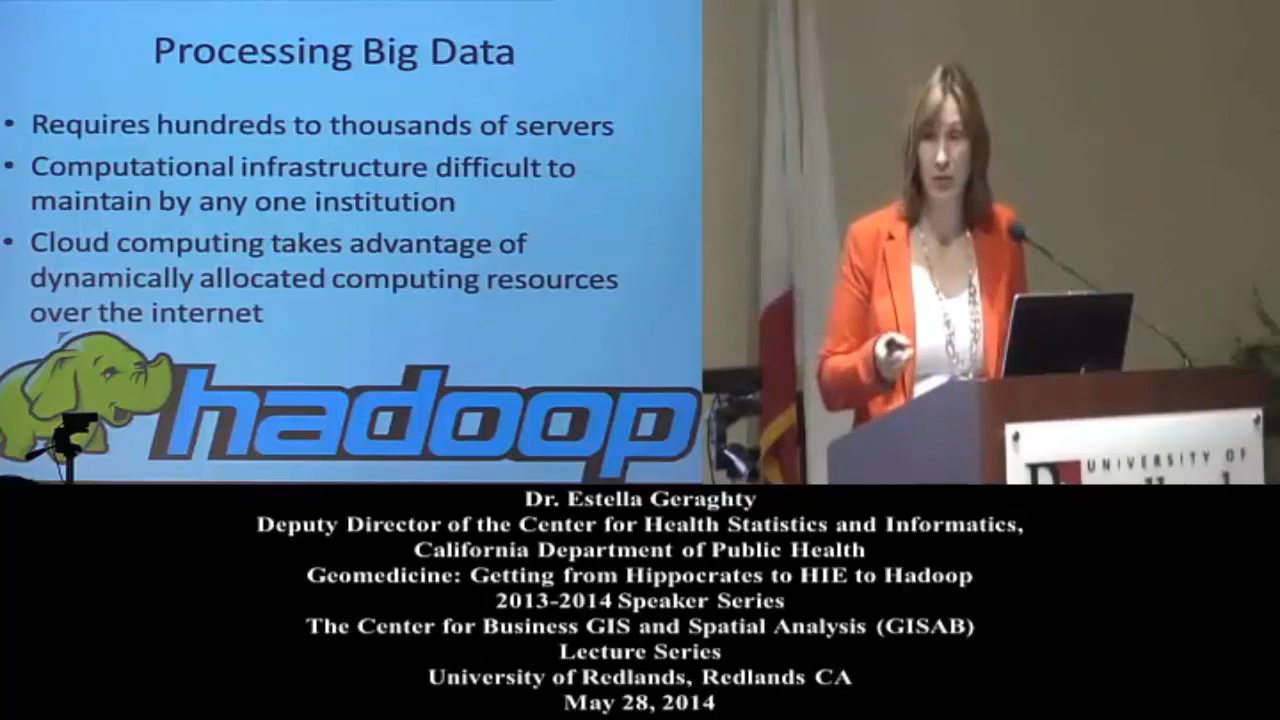 Processing Big Data
• Requires hundreds to thousands of servers
• Computational infrastructure difficult to
maintain by any one institution
• Cloud computing takes advantage of
dynamically allocated computing resources
over the internet
hadoop
UNIVERSITY OF
Dr. Estella Geraghty
Deputy Director of the Center for Health Statistics and Informatics,
California Department of Public Health
Geomedicine: Getting from Hippocrates to HIE to Hadoop
2013-2014 Speaker Series
The Center for Business GIS and Spatial Analysis (GISAB)
Lecture Series
University of Redlands, Redlands CA
May 28, 2014